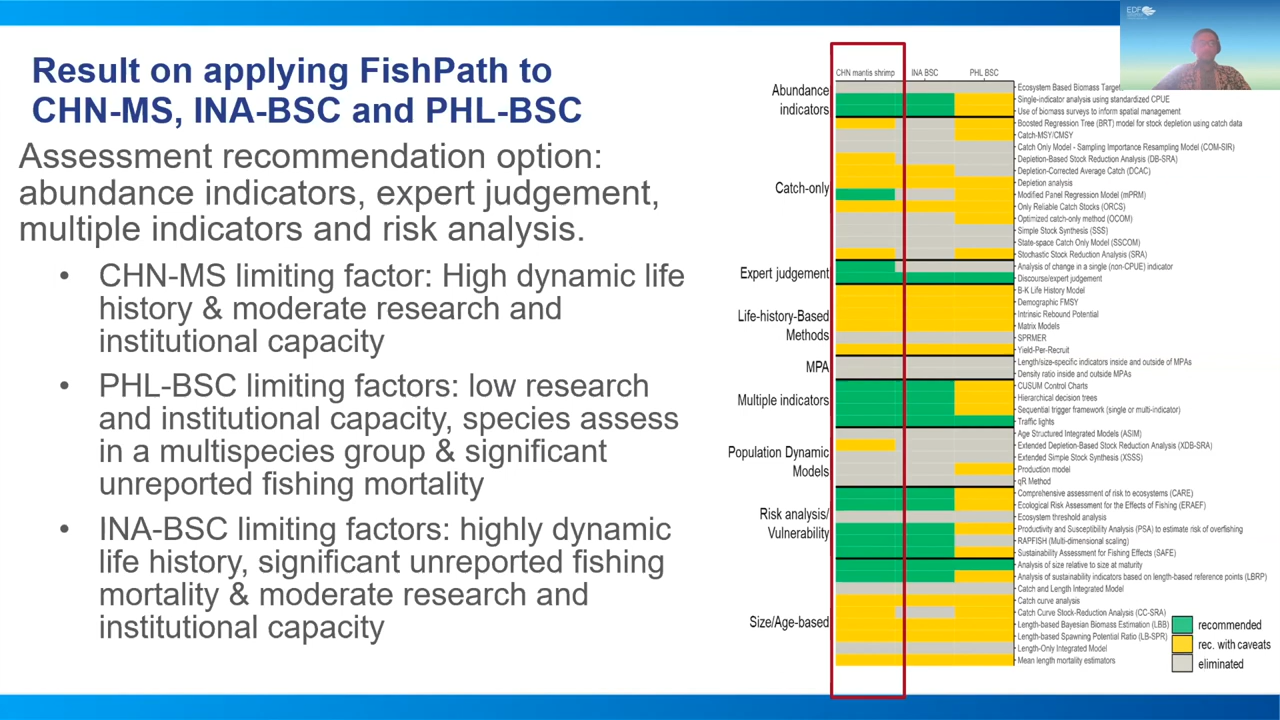 Result on applying FishPath to
CHN-MS, INA-BSC and PHL-BSC
Assessment recommendation option:
abundance indicators, expert judgement,
multiple indicators and risk analysis.
• CHN-MS limiting factor: High dynamic life
history & moderate research and
institutional capacity
• PHL-BSC limiting factors: low research
and institutional capacity, species assess
in a multispecies group & significant
unreported fishing mortality
• INA-BSC limiting factors: highly dynamic
life history, significant unreported fishing
mortality & moderate research and
institutional capacity
EDF
CHN mantis shrimp
INA BSC
PHL BSC
Abundance
indicators
Catch-only
Expert judgement
Life-history-Based
Methods
MPA
Multiple indicators
Population Dynamic
Models
Risk analysis/
Vulnerability
Size/Age-based
Ecosystem Based Biomass Target
Single-indicator analysis using standardized CPUE
Use of biomass surveys to inform spatial management
Boosted Regression Tree (BRT) model for stock depletion using catch data
Catch-MSY/CMSY
Catch Only Model - Sampling Importance Resampling Model (COM-SIR)
Depletion-Based Stock Reduction Analysis (DB-SRA)
Depletion-Corrected Average Catch (DCAC)
Depletion analysis
Modified Panel Regression Model (mPRM)
Only Reliable Catch Stocks (ORCS)
Optimized catch-only method (OCOM)
Simple Stock Synthesis (SSS)
State-space Catch Only Model (SSCOM)
Stochastic Stock Reduction Analysis (SRA)
Analysis of change in a single (non-CPUE) indicator
Discourse/expert judgement
B-K Life History Model
Demographic FMSY
Intrinsic Rebound Potential
Matrix Models
SPRMER
Yield-Per-Recruit
Length/size-specific indicators inside and outside of MPAs
Density ratio inside and outside MPAs
CUSUM Control Charts
Hierarchical decision trees
Sequential trigger framework (single or multi-indicator)
Traffic lights
Age Structured Integrated Models (ASIM)
Extended Depletion-Based Stock Reduction Analysis (XDB-SRA)
Extended Simple Stock Synthesis (XSSS)
Production model
qR Method
Comprehensive assessment of risk to ecosystems (CARE)
Ecological Risk Assessment for the Effects of Fishing (ERAEF)
Ecosystem threshold analysis
Productivity and Susceptibility Analysis (PSA) to estimate risk of overfishing
RAPFISH (Multi-dimensional scaling)
Sustainability Assessment for Fishing Effects (SAFE)
Analysis of size relative to size at maturity
Analysis of sustainability indicators based on length-based reference points (LBRP)
Catch and Length Integrated Model
Catch curve analysis
Catch Curve Stock-Reduction Analysis (CC-SRA)
Length-based Bayesian Biomass Estimation (LBB)
Length-based Spawning Potential Ratio (LB-SPR)
Length-Only Integrated Model
Mean length mortality estimators
recommended
rec. with caveats
eliminated